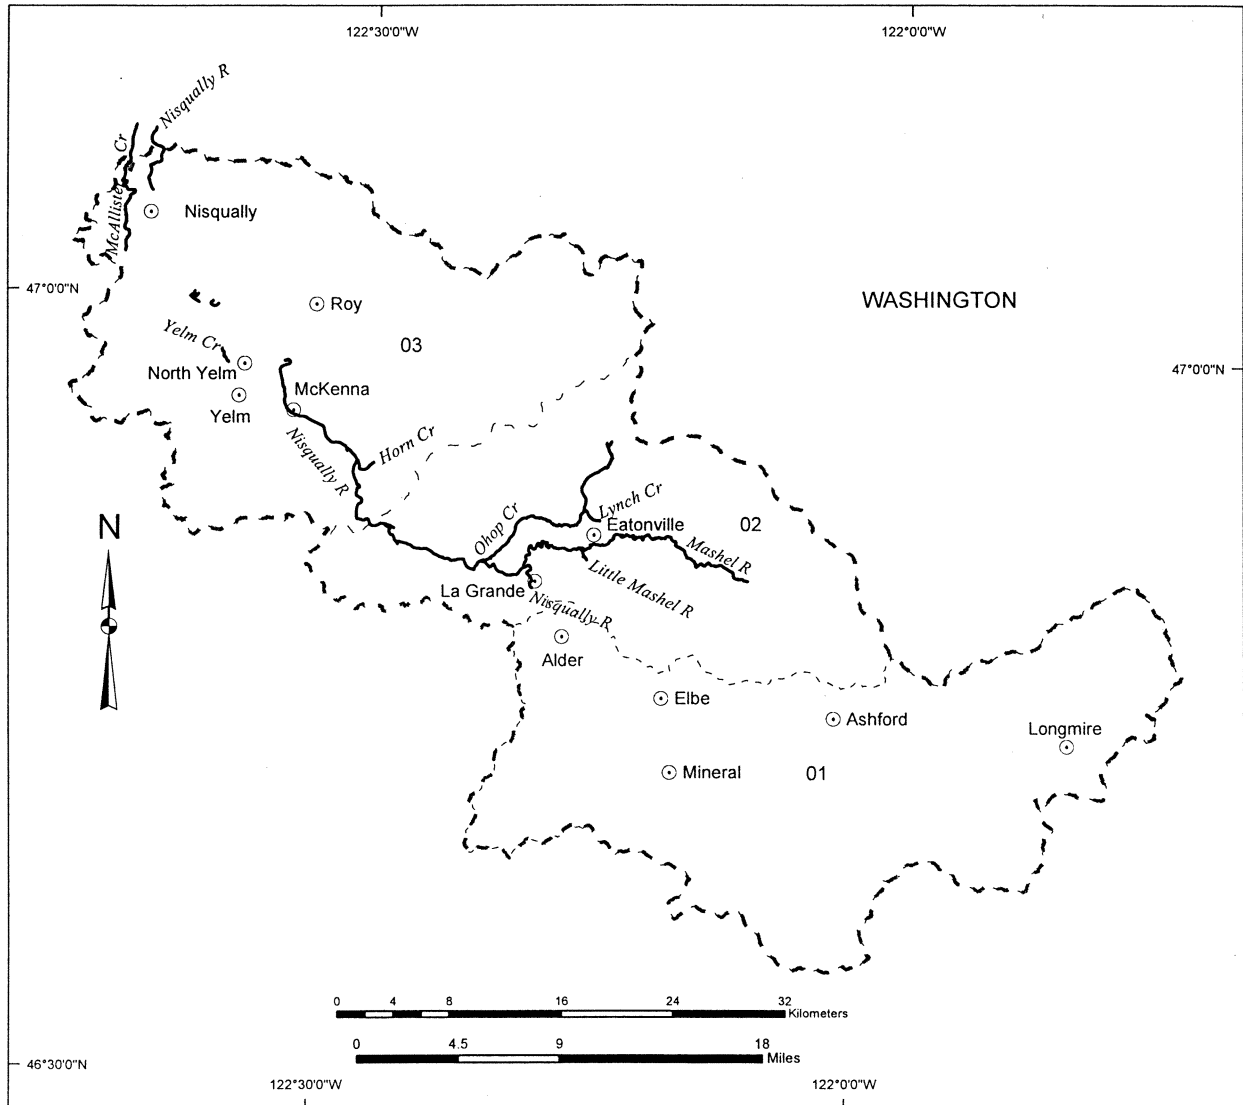 122°30'0"W
122°0'0"W
Nisqually R
McAllister Cr
Nisqually
47°0'0"N
Roy
WASHINGTON
Yelm Cr
03
North Yelm
47°0'0"N
McKenna
Yelm
Nisqually R
Horn Cr
N
Ohop Cr
Lynch Cr
Eatonville
02
Mashel R
La Grande
Little Mashel R
Nisqually R
Alder
Elbe
Ashford
Longmire
Mineral
01
0 4 8 16 24 32
Kilometers
0 4.5 9 18
Miles
46°30'0"N
122°30'0"W
122°0'0"W